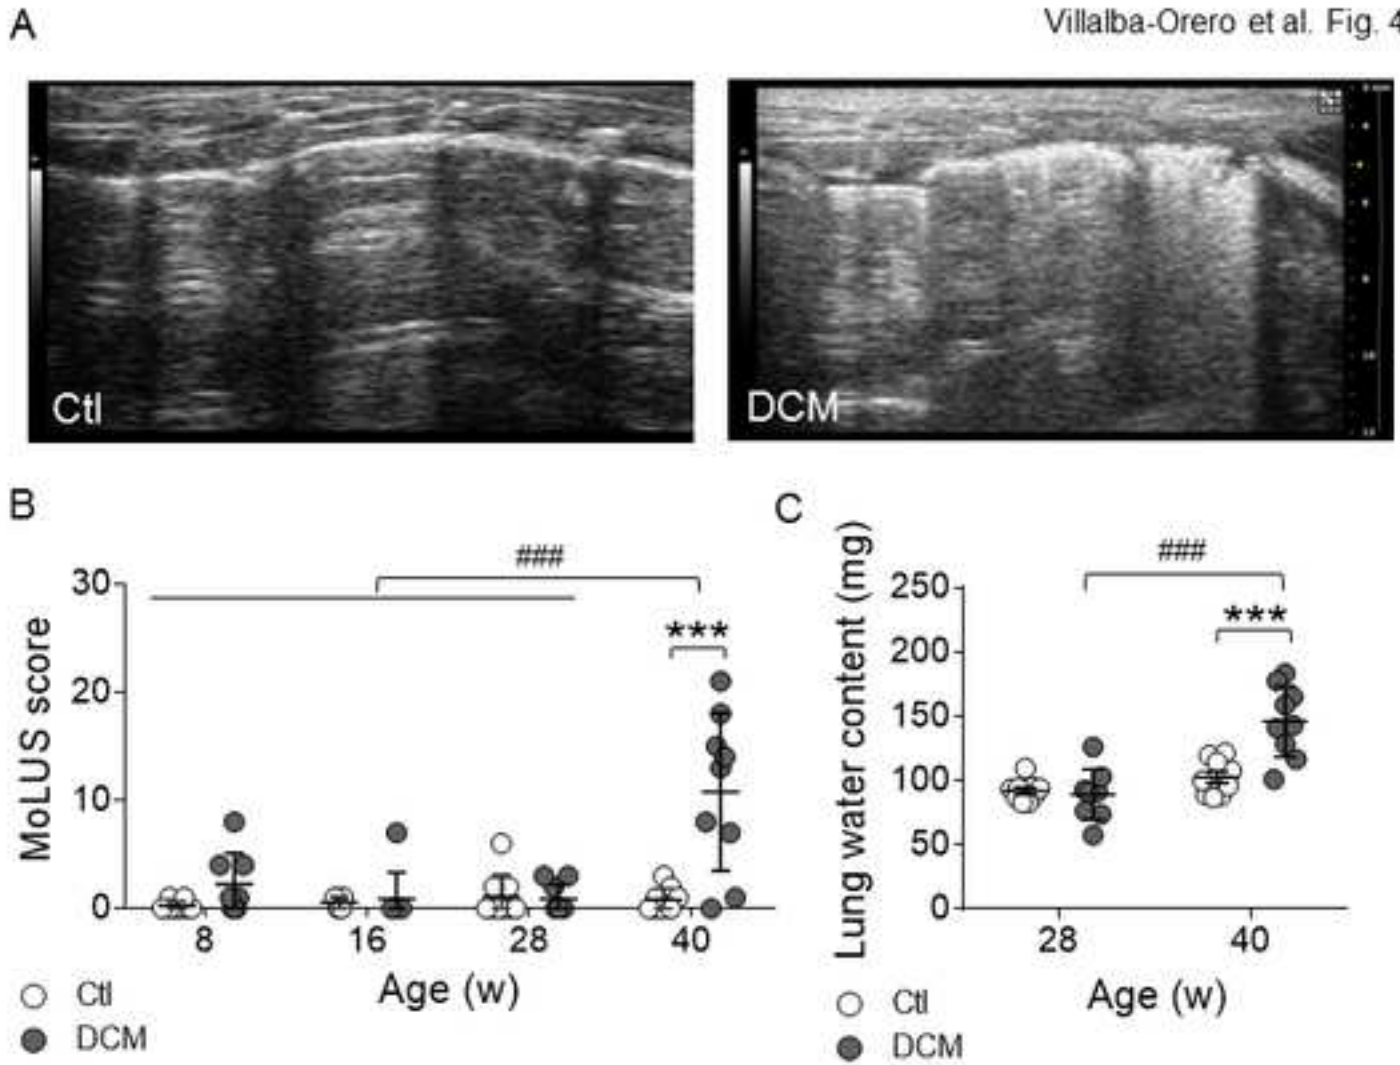 A
Villalba-Orero et al. Fig. 4
Ctl
DCM
B
###
***
30
20
10
0
MoLUS score
8 16 28 40
Age (w)
Ctl
DCM
C
###
***
250
200
150
100
50
0
Lung water content (mg)
28 40
Age (w)
Ctl
DCM